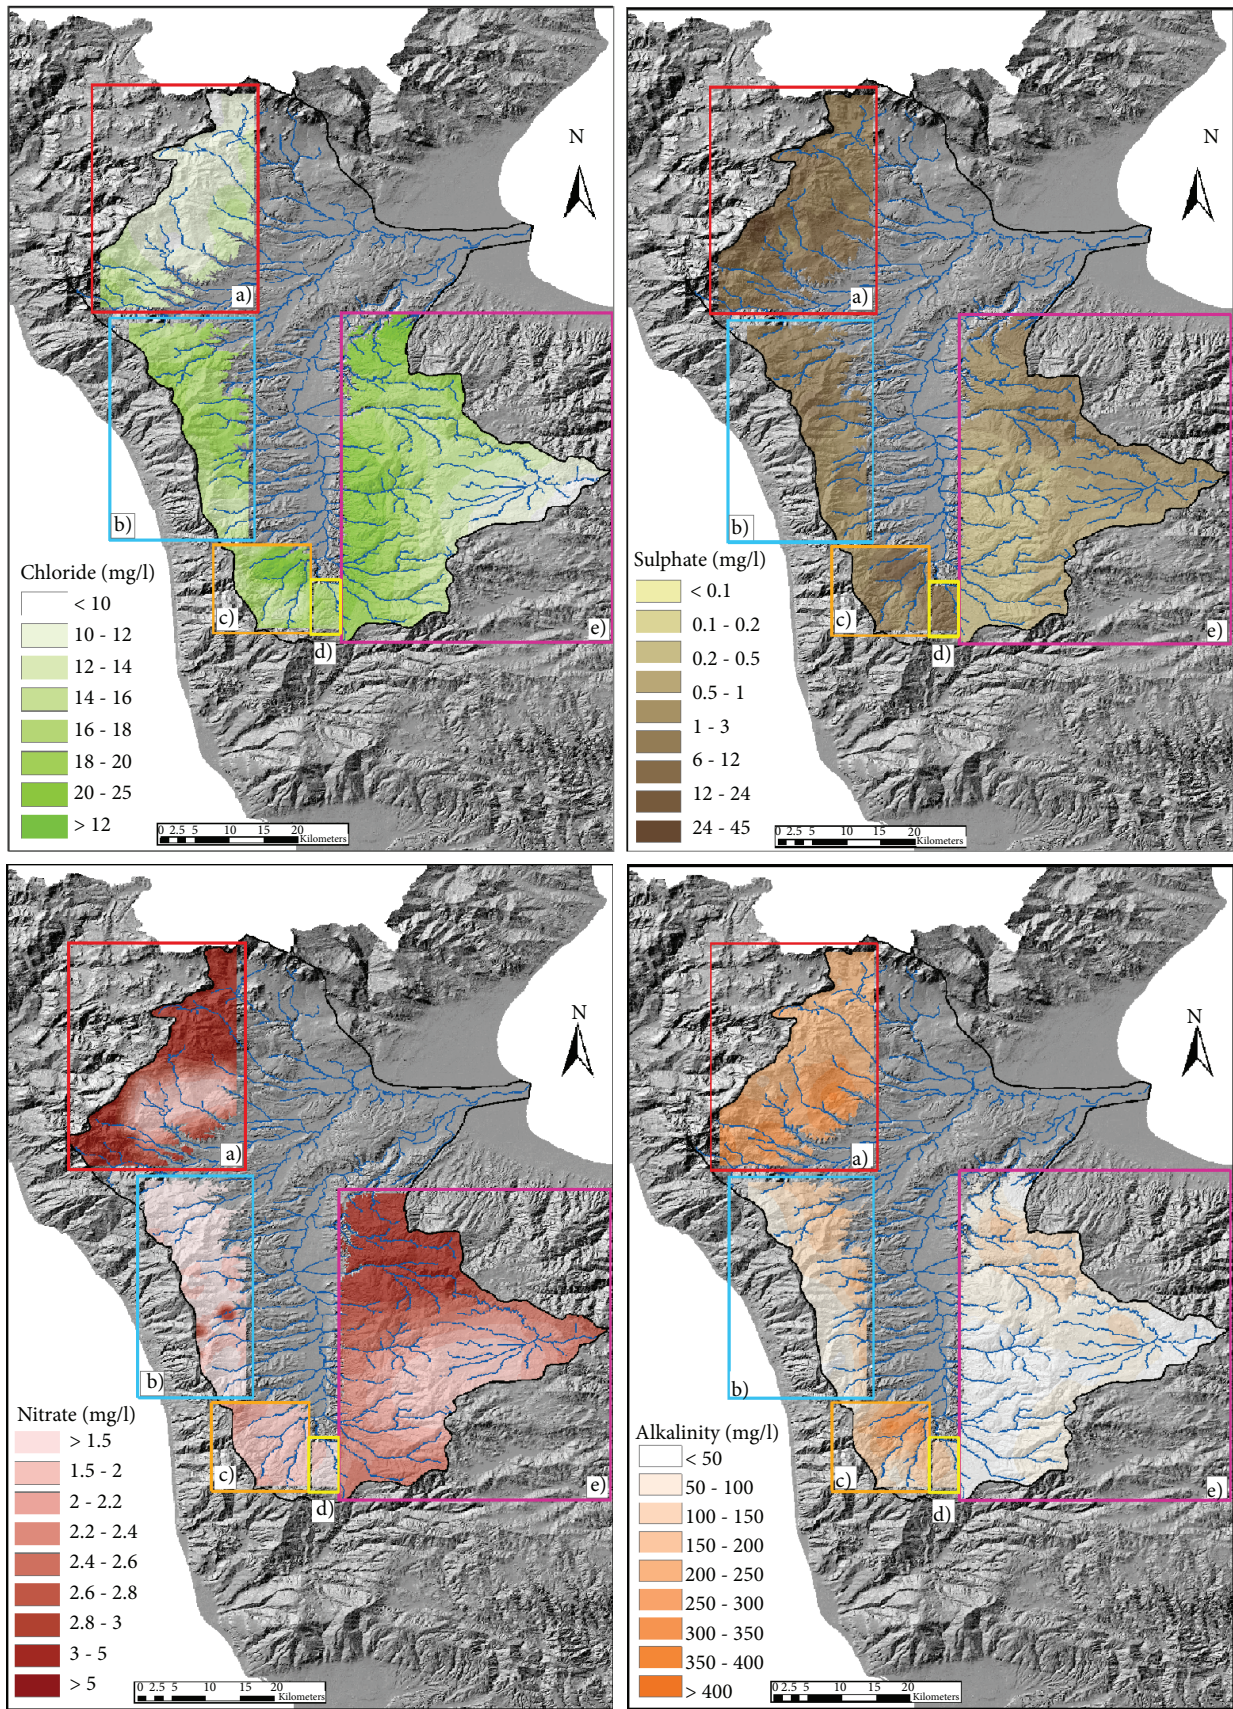 N
a)
b)
c)
d)
e)
Chloride (mg/l)
< 10
10 - 12
12 - 14
14 - 16
16 - 18
18 - 20
20 - 25
> 12
0 2.5 5 10 15 20
Kilometers
N
a)
b)
c)
d)
e)
Sulphate (mg/l)
< 0.1
0.1 - 0.2
0.2 - 0.5
0.5 - 1
1 - 3
6 - 12
12 - 24
24 - 45
0 2.5 5 10 15 20
Kilometers
N
a)
b)
c)
d)
e)
Nitrate (mg/l)
> 1.5
1.5 - 2
2 - 2.2
2.2 - 2.4
2.4 - 2.6
2.6 - 2.8
2.8 - 3
3 - 5
> 5
0 2.5 5 10 15 20
Kilometers
N
a)
b)
c)
d)
e)
Alkalinity (mg/l)
< 50
50 - 100
100 - 150
150 - 200
200 - 250
250 - 300
300 - 350
350 - 400
> 400
0 2.5 5 10 15 20
Kilometers